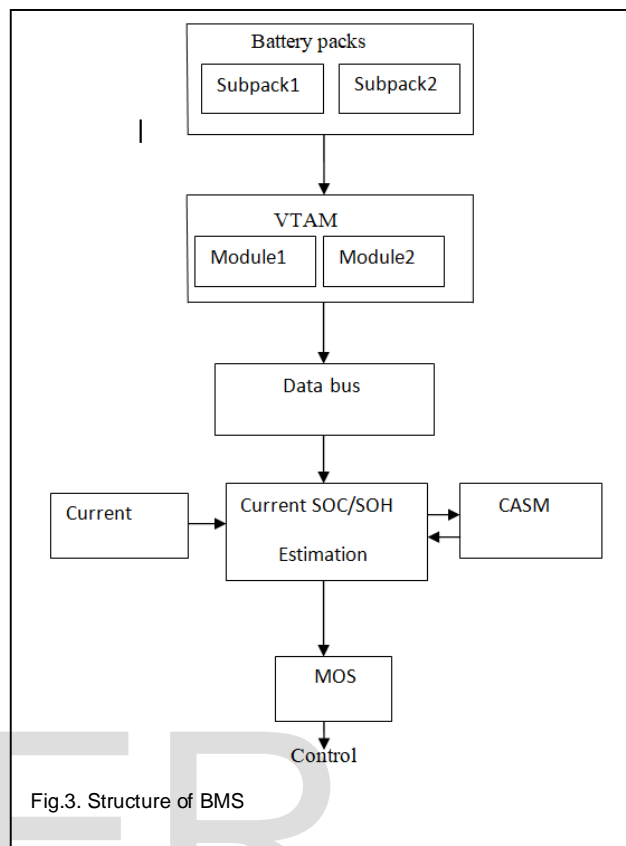 Battery packs
Subpack1 Subpack2
VTAM
Module1 Module2
Data bus
Current
Current SOC/SOH
Estimation
CASM
MOS
Control
Fig.3. Structure of BMS